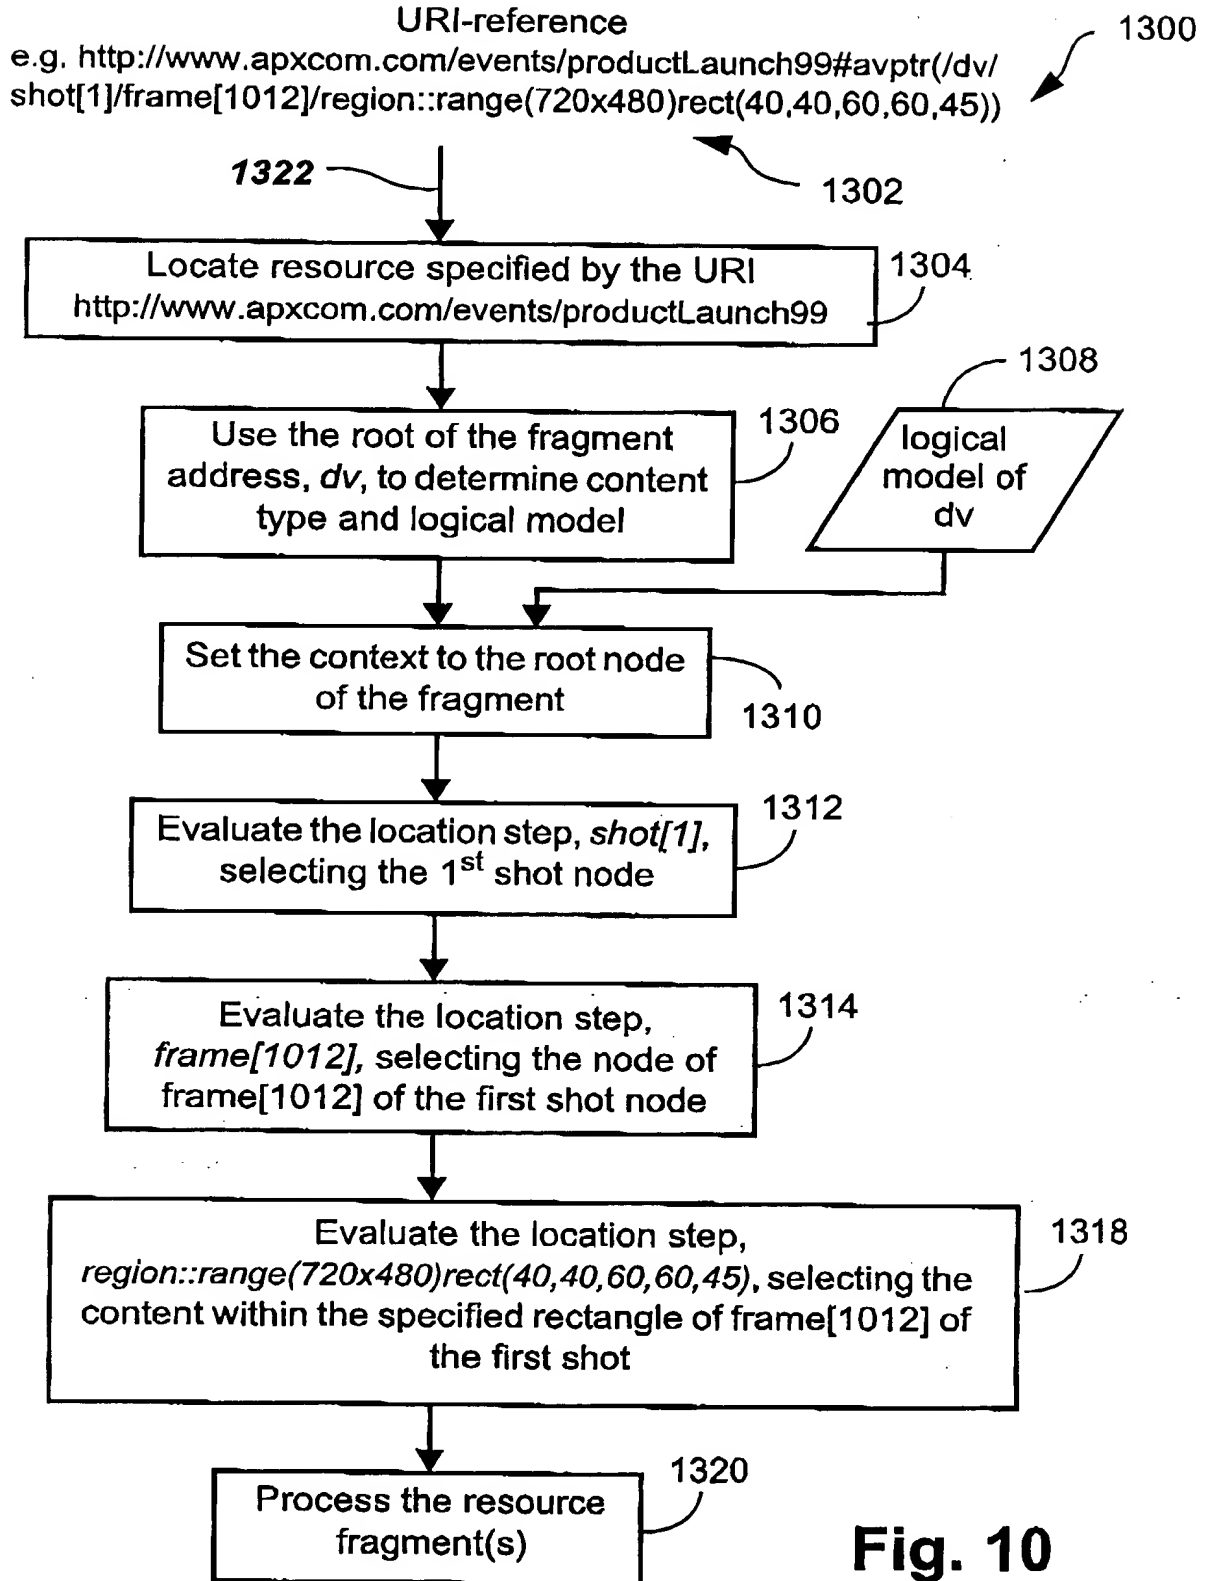 URI-reference
1300
e.g. http://www.apxcom.com/events/productLaunch99#avptr(/dv/
shot[1]/frame[1012]/region::range(720x480)rect(40,40,60,60,45))
1322
1302
Locate resource specified by the URI
http://www.apxcom.com/events/productLaunch99
1304
1308
Use the root of the fragment
address, dv, to determine content
type and logical model
1306
logical
model of
dv
Set the context to the root node
of the fragment
1310
Evaluate the location step, shot[1],
selecting the 1st shot node
1312
Evaluate the location step,
frame[1012], selecting the node of
frame[1012] of the first shot node
1314
Evaluate the location step,
region::range(720x480)rect(40,40,60,60,45), selecting the
content within the specified rectangle of frame[1012] of
the first shot
1318
Process the resource
fragment(s)
1320
Fig. 10